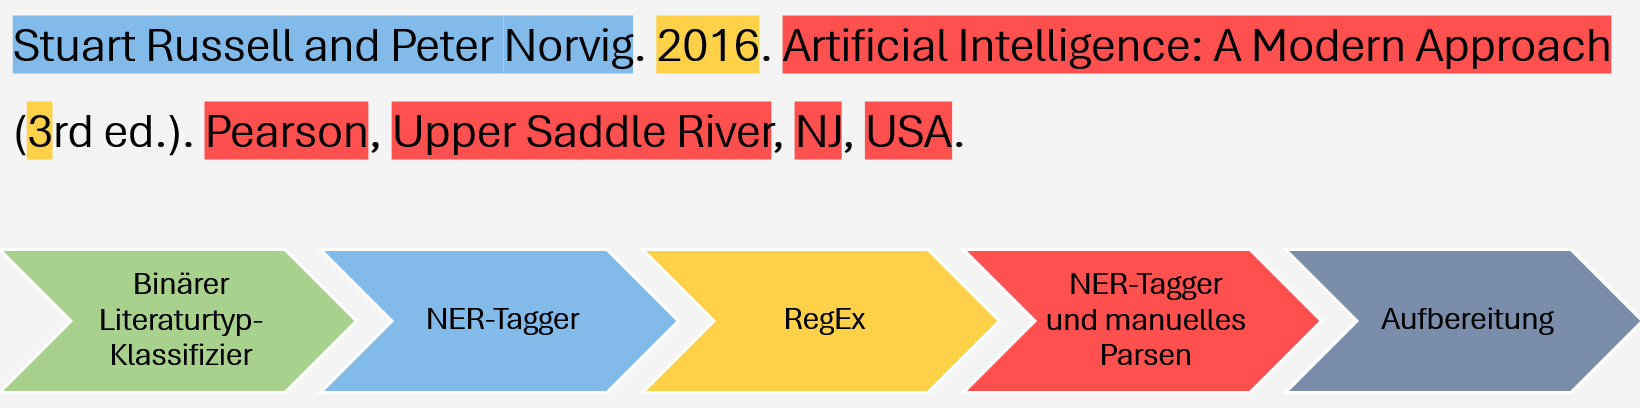 Stuart Russell and Peter Norvig. 2016. Artificial Intelligence: A Modern Approach
(3rd ed.). Pearson, Upper Saddle River, NJ, USA.
Binärer
Literaturtyp-
Klassifizier
NER-Tagger
RegEx
NER-Tagger
und manuelles
Parsen
Aufbereitung